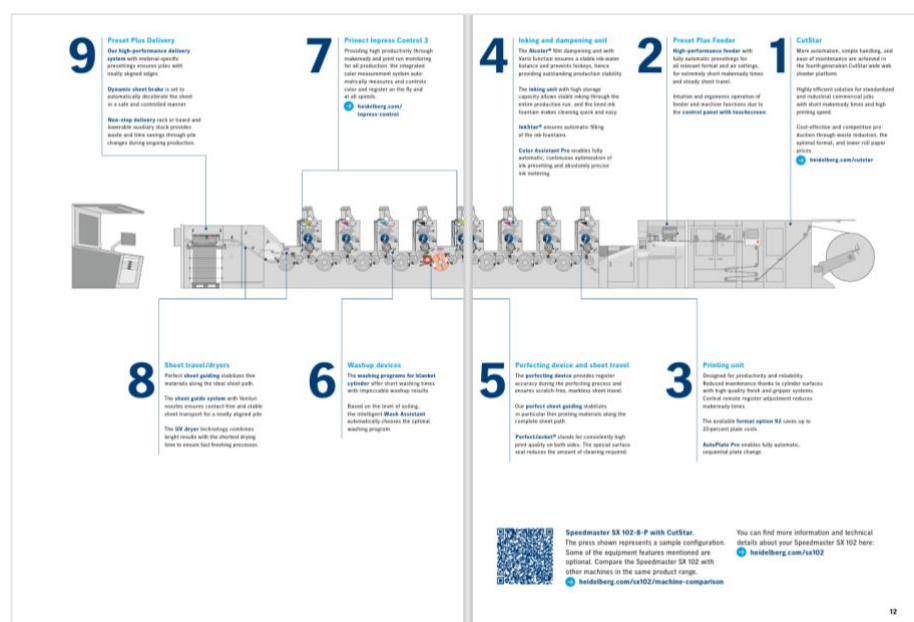 9
Preset Plus Delivery
Our high-performance delivery
system with material-specific
presettings ensures piles with
neatly aligned edges.
Dynamic sheet brake is set to
automatically decelerate the sheet
in a safe and controlled manner.
Non-stop delivery rack or board and
lowerable auxiliary stack provides
waste and time savings through pile
changes during ongoing production.
7
Prinect Inpress Control 3
Providing high productivity through
makeready and print run monitoring
for all production: the integrated
color measurement system auto-
matically measures and controls
color and register on the fly and
at all speeds.
heidelberg.com/
inpress-control
4
Inking and dampening unit
The Alcolor® film dampening unit with
Vario function ensures a stable ink-water
balance and prevents hickeys, hence
providing outstanding production stability.
The inking unit with high storage
capacity allows stable inking through the
entire production run, and the lined ink
fountain makes cleaning quick and easy.
InkStar® ensures automatic filling
of the ink fountains.
Color Assistant Pro enables fully
automatic, continuous optimization of
ink presetting and absolutely precise
ink metering.
2
Preset Plus Feeder
High-performance feeder with
fully automatic presettings for
all relevant format and air settings,
for extremely short makeready times
and steady sheet travel.
Intuitive and ergonomic operation of
feeder and machine functions due to
the control panel with touchscreen.
1
CutStar
More automation, simple handling, and
ease of maintenance are achieved in
the fourth-generation CutStar wide web
sheeter platform.
Highly efficient solution for standardized
and industrial commercial jobs
with short makeready times and high
printing speed.
Cost-effective and competitive pro-
duction through waste reduction, the
optimal format, and lower roll paper
prices.
heidelberg.com/cutstar
8
Sheet travel/dryers
Perfect sheet guiding stabilizes thin
materials along the ideal sheet path.
The sheet guide system with Venturi
nozzles ensures contact-free and stable
sheet transport for a neatly aligned pile.
The UV dryer technology combines
bright results with the shortest drying
time to ensure fast finishing processes.
6
Washup devices
The washing programs for blanket
cylinder offer short washing times
with impeccable washup results.
Based on the level of soiling,
the intelligent Wash Assistant
automatically chooses the optimal
washing program.
5
Perfecting device and sheet travel
The perfecting device provides register
accuracy during the perfecting process and
ensures scratch-free, markless sheet travel.
Our perfect sheet guiding stabilizes
in particular thin printing materials along the
complete sheet path.
PerfectJacket® stands for consistently high
print quality on both sides. The special surface
seal reduces the amount of cleaning required.
3
Printing unit
Designed for productivity and reliability.
Reduced maintenance thanks to cylinder surfaces
with high quality finish and gripper systems.
Central remote register adjustment reduces
makeready times.
The available format option 92 saves up to
20 percent plate costs.
AutoPlate Pro enables fully automatic,
sequential plate change.
Speedmaster SX 102-8-P with CutStar.
The press shown represents a sample configuration.
Some of the equipment features mentioned are
optional. Compare the Speedmaster SX 102 with
other machines in the same product range.
heidelberg.com/sx102/machine-comparison
You can find more information and technical
details about your Speedmaster SX 102 here:
heidelberg.com/sx102
12